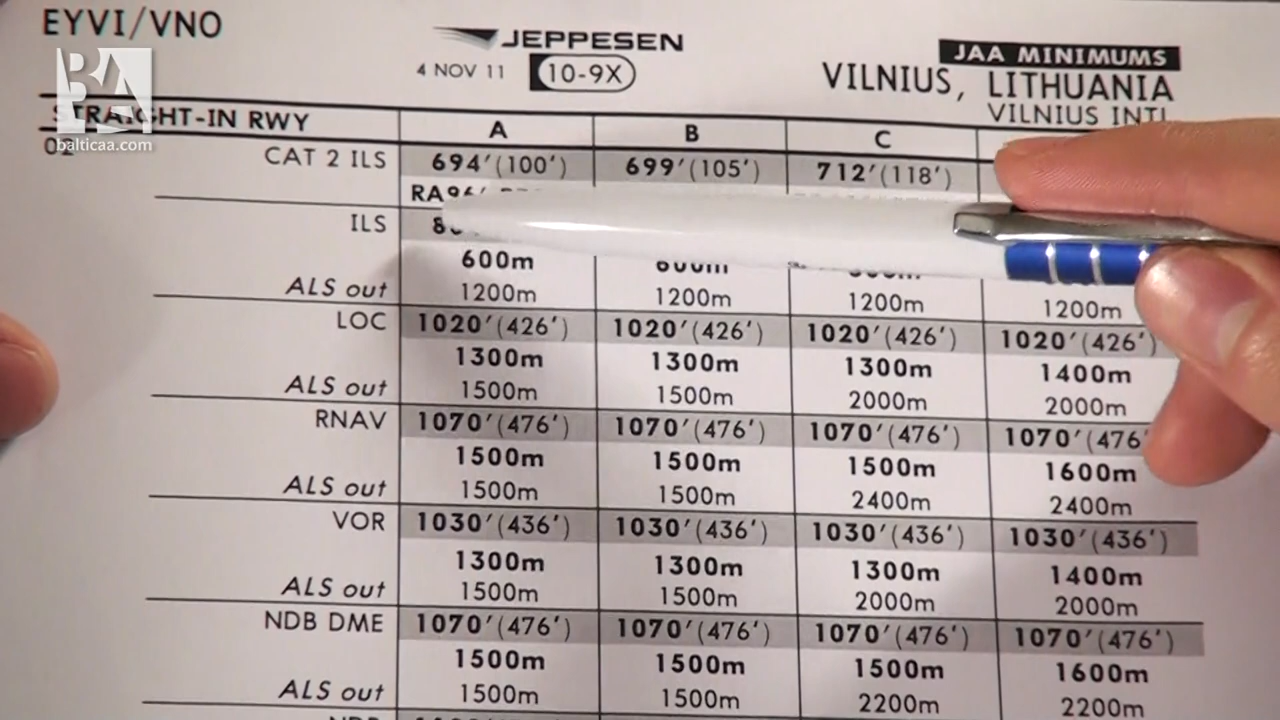 EYVI/VNO
JEPPESEN
JAA MINIMUMS
4 NOV 11 10-9X
VILNIUS, LITHUANIA
VILNIUS INTL
BA
balticaa.com
STRAIGHT-IN RWY A B C
02 CAT 2 ILS 694'(100') 699'(105') 712'(118')
ILS
600m
ALS out 1200m 1200m 1200m 1200m
LOC 1020'(426') 1020'(426') 1020'(426') 1020'(426')
1300m 1300m 1300m 1400m
ALS out 1500m 1500m 2000m 2000m
RNAV 1070'(476') 1070'(476') 1070'(476') 1070'(476'
1500m 1500m 1500m 1600m
ALS out 1500m 1500m 2400m 2400m
VOR 1030'(436') 1030'(436') 1030'(436') 1030'(436')
1300m 1300m 1300m 1400m
ALS out 1500m 1500m 2000m 2000m
NDB DME 1070'(476') 1070'(476') 1070'(476') 1070'(476')
1500m 1500m 1500m 1600m
ALS out 1500m 1500m 2200m 2200m